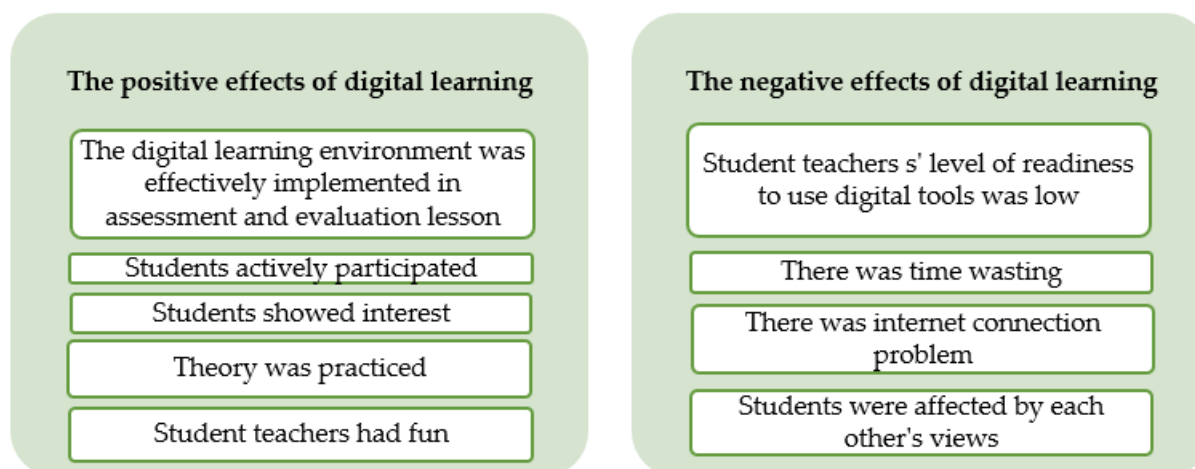 The positive effects of digital learning
The digital learning environment was
effectively implemented in
assessment and evaluation lesson
Students actively participated
Students showed interest
Theory was practiced
Student teachers had fun
The negative effects of digital learning
Student teachers s' level of readiness
to use digital tools was low
There was time wasting
There was internet connection
problem
Students were affected by each
other's views